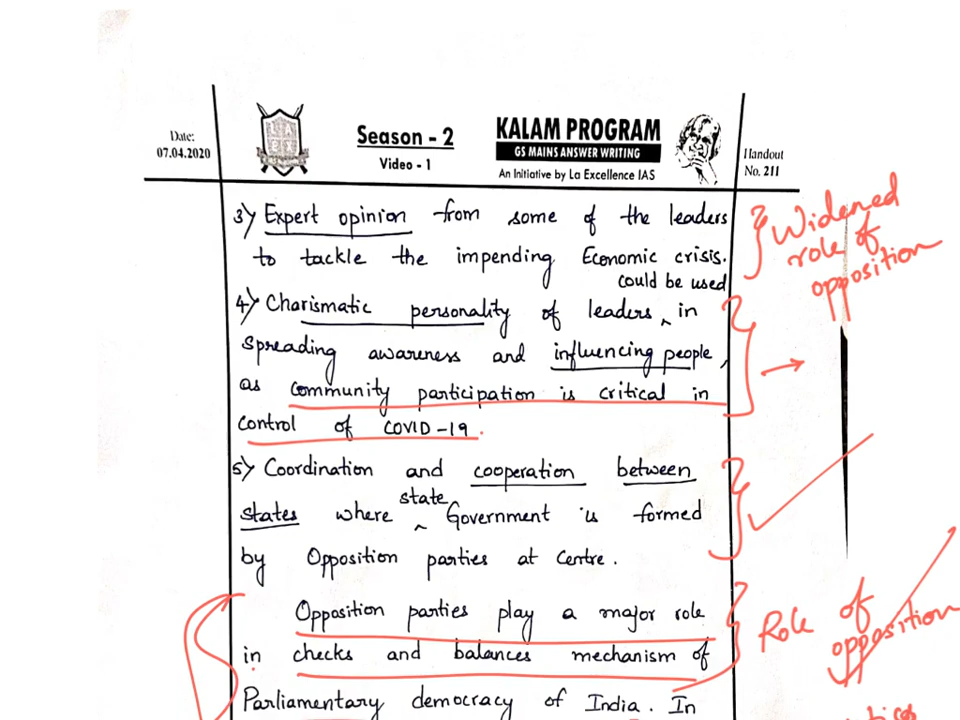 Date:
07.04.2020
Season - 2
Video - 1
KALAM PROGRAM
GS MAINS ANSWER WRITING
An Initiative by La Excellence IAS
Handout
No. 211
3) Expert opinion from some of the leaders
to tackle the impending Economic crisis.
could be used
4) Charismatic personality of leaders ‸ in
spreading awareness and influencing people,
as community participation is critical in
control of COVID-19.
5) Coordination and cooperation between
state
states where ‸ Government is formed
by Opposition parties at Centre.
Opposition parties play a major role
in checks and balances mechanism of
Parliamentary democracy of India. In
} Widened
role of
opposition
Role of
opposition